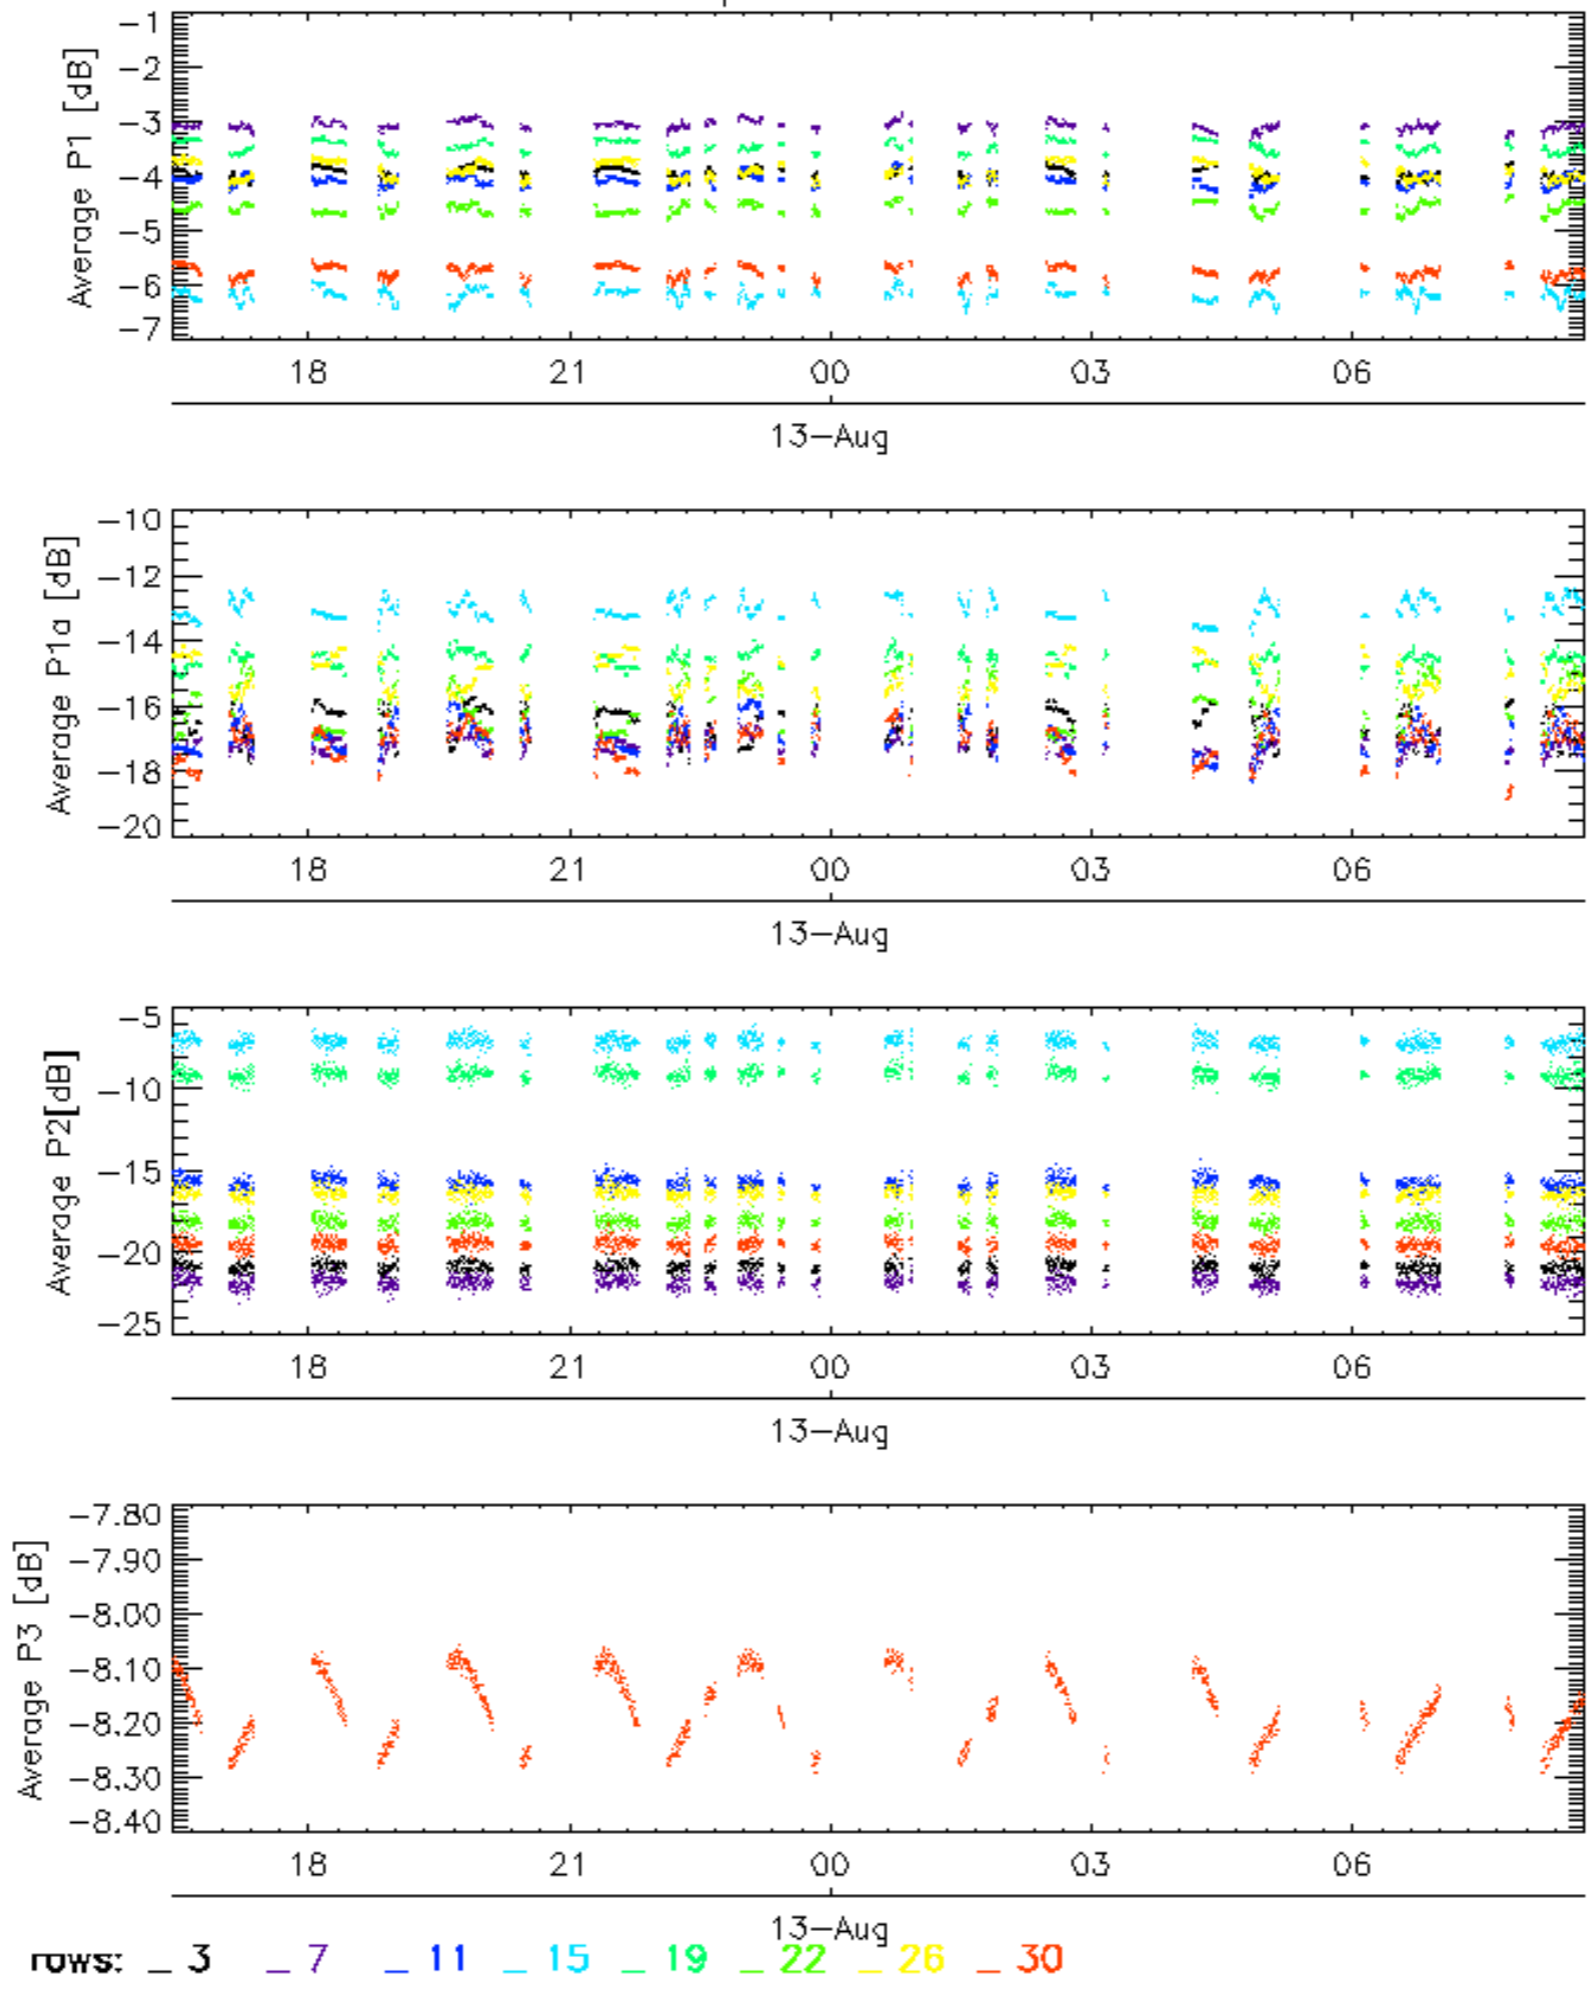 Average P1 [dB]
−1
−2
−3
−4
−5
−6
−7
18 21 00 03 06
13−Aug
Average P1a [dB]
−10
−12
−14
−16
−18
−20
18 21 00 03 06
13−Aug
Average P2[dB]
−5
−10
−15
−20
−25
18 21 00 03 06
13−Aug
Average P3 [dB]
−7.80
−7.90
−8.00
−8.10
−8.20
−8.30
−8.40
18 21 00 03 06
13−Aug
rows: _ 3 _ 7 _ 11 _ 15 _ 19 _ 22 _ 26 _ 30